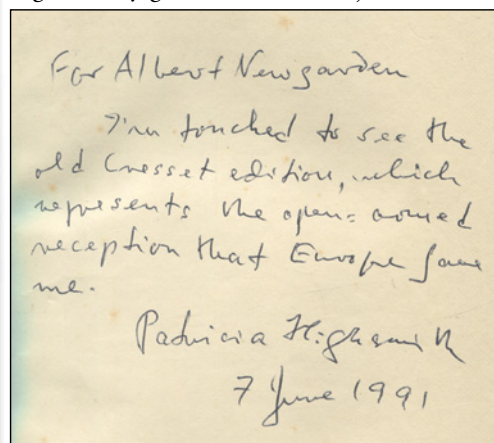 For Albert Newgarden
I'm touched to see the
old Cresset edition, which
represents the open-armed
reception that Europe gave
me.
Patricia Highsmith
7 June 1991